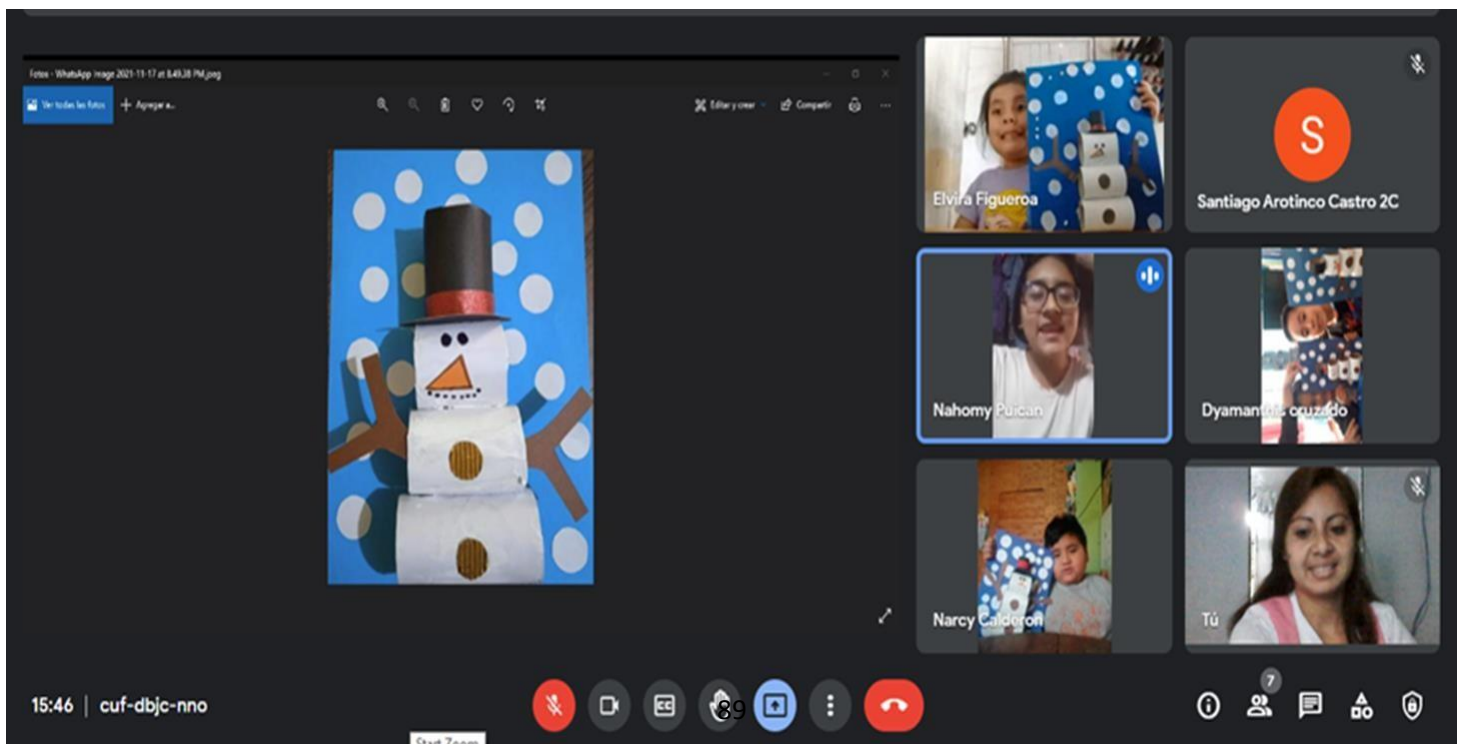 Fotos - WhatsApp Image 2021-11-17 at 8.49.38 PM.jpeg
Ver todas las fotos
Agregar a...
Editar y crear
Compartir
Elvira Figueroa
S
Santiago Arotinco Castro 2C
Nahomy Puican
Dyamanthis cruzado
Narcy Calderon
Tú
15:46 | cuf-dbjc-nno
CC
89
7
Start Zoom